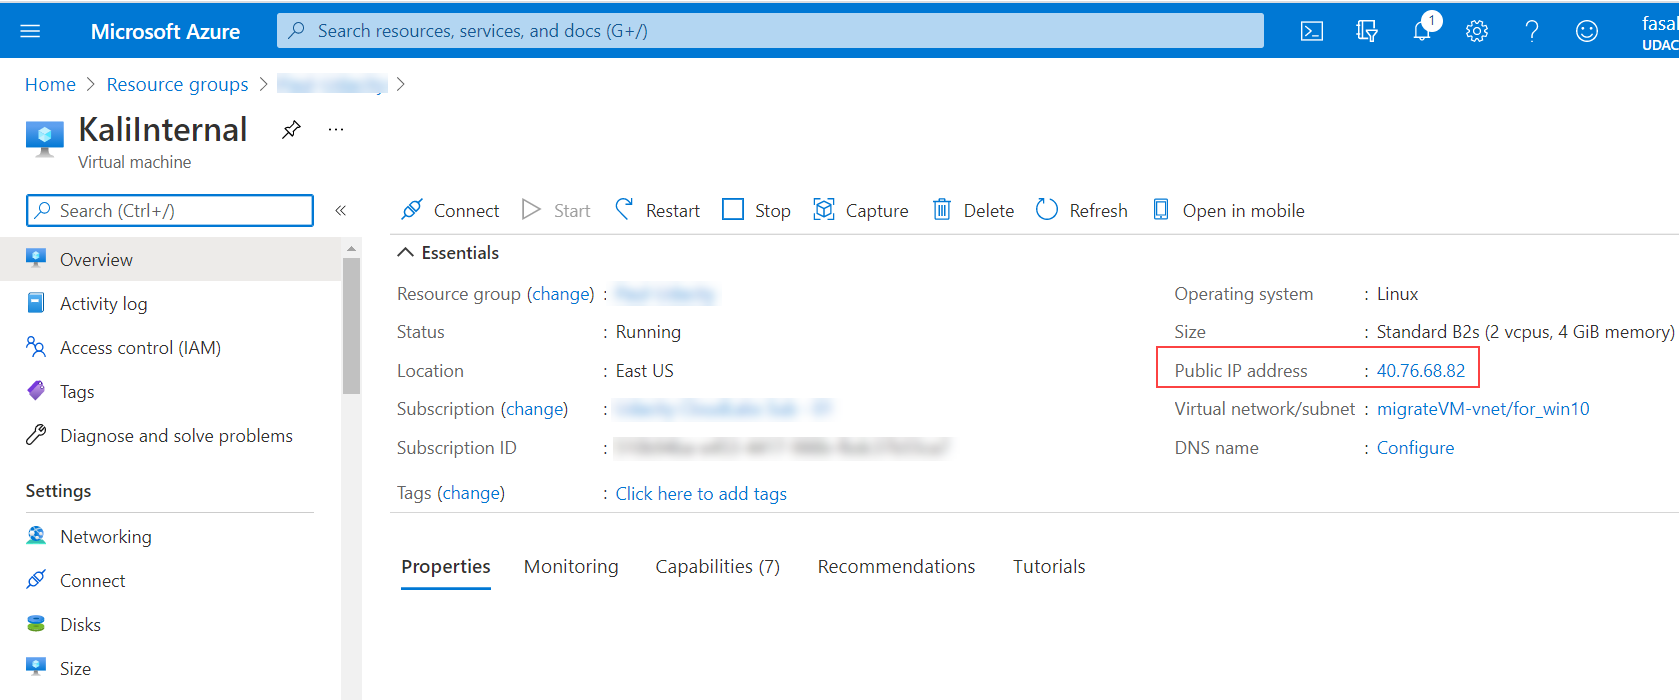 Microsoft Azure
Search resources, services, and docs (G+/)
1
fasal
UDAC
Home > Resource groups >
KaliInternal
...
Virtual machine
Search (Ctrl+/)
«
Connect Start Restart Stop Capture Delete Refresh Open in mobile
Overview
Activity log
Access control (IAM)
Tags
Diagnose and solve problems
Settings
Networking
Connect
Disks
Size
Essentials
Resource group (change) :
Status : Running
Location : East US
Subscription (change) :
Subscription ID :
Tags (change) : Click here to add tags
Operating system : Linux
Size : Standard B2s (2 vcpus, 4 GiB memory)
Public IP address : 40.76.68.82
Virtual network/subnet : migrateVM-vnet/for_win10
DNS name : Configure
Properties Monitoring Capabilities (7) Recommendations Tutorials